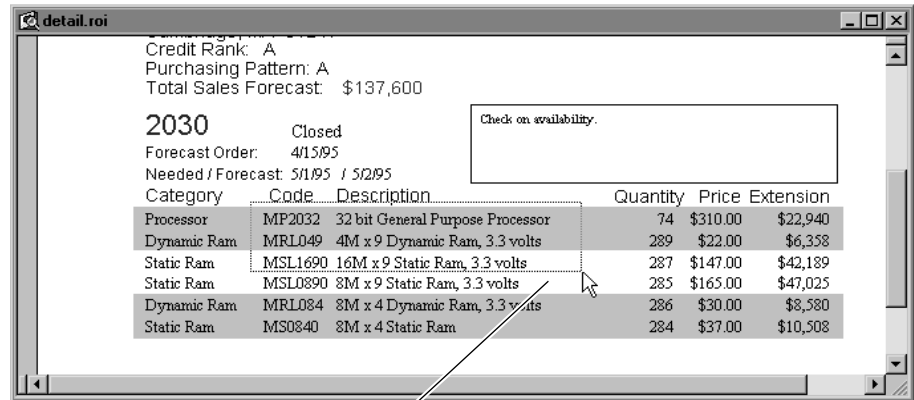 detail.roi
Credit Rank: A
Purchasing Pattern: A
Total Sales Forecast: $137,600
2030 Closed
Check on availability.
Forecast Order: 4/15/95
Needed / Forecast: 5/1/95 / 5/2/95
Category Code Description Quantity Price Extension
Processor MP2032 32 bit General Purpose Processor 74 $310.00 $22,940
Dynamic Ram MRL049 4M x 9 Dynamic Ram, 3.3 volts 289 $22.00 $6,358
Static Ram MSL1690 16M x 9 Static Ram, 3.3 volts 287 $147.00 $42,189
Static Ram MSL0890 8M x 9 Static Ram, 3.3 volts 285 $165.00 $47,025
Dynamic Ram MRL084 8M x 4 Dynamic Ram, 3.3 volts 286 $30.00 $8,580
Static Ram MS0840 8M x 4 Static Ram 284 $37.00 $10,508